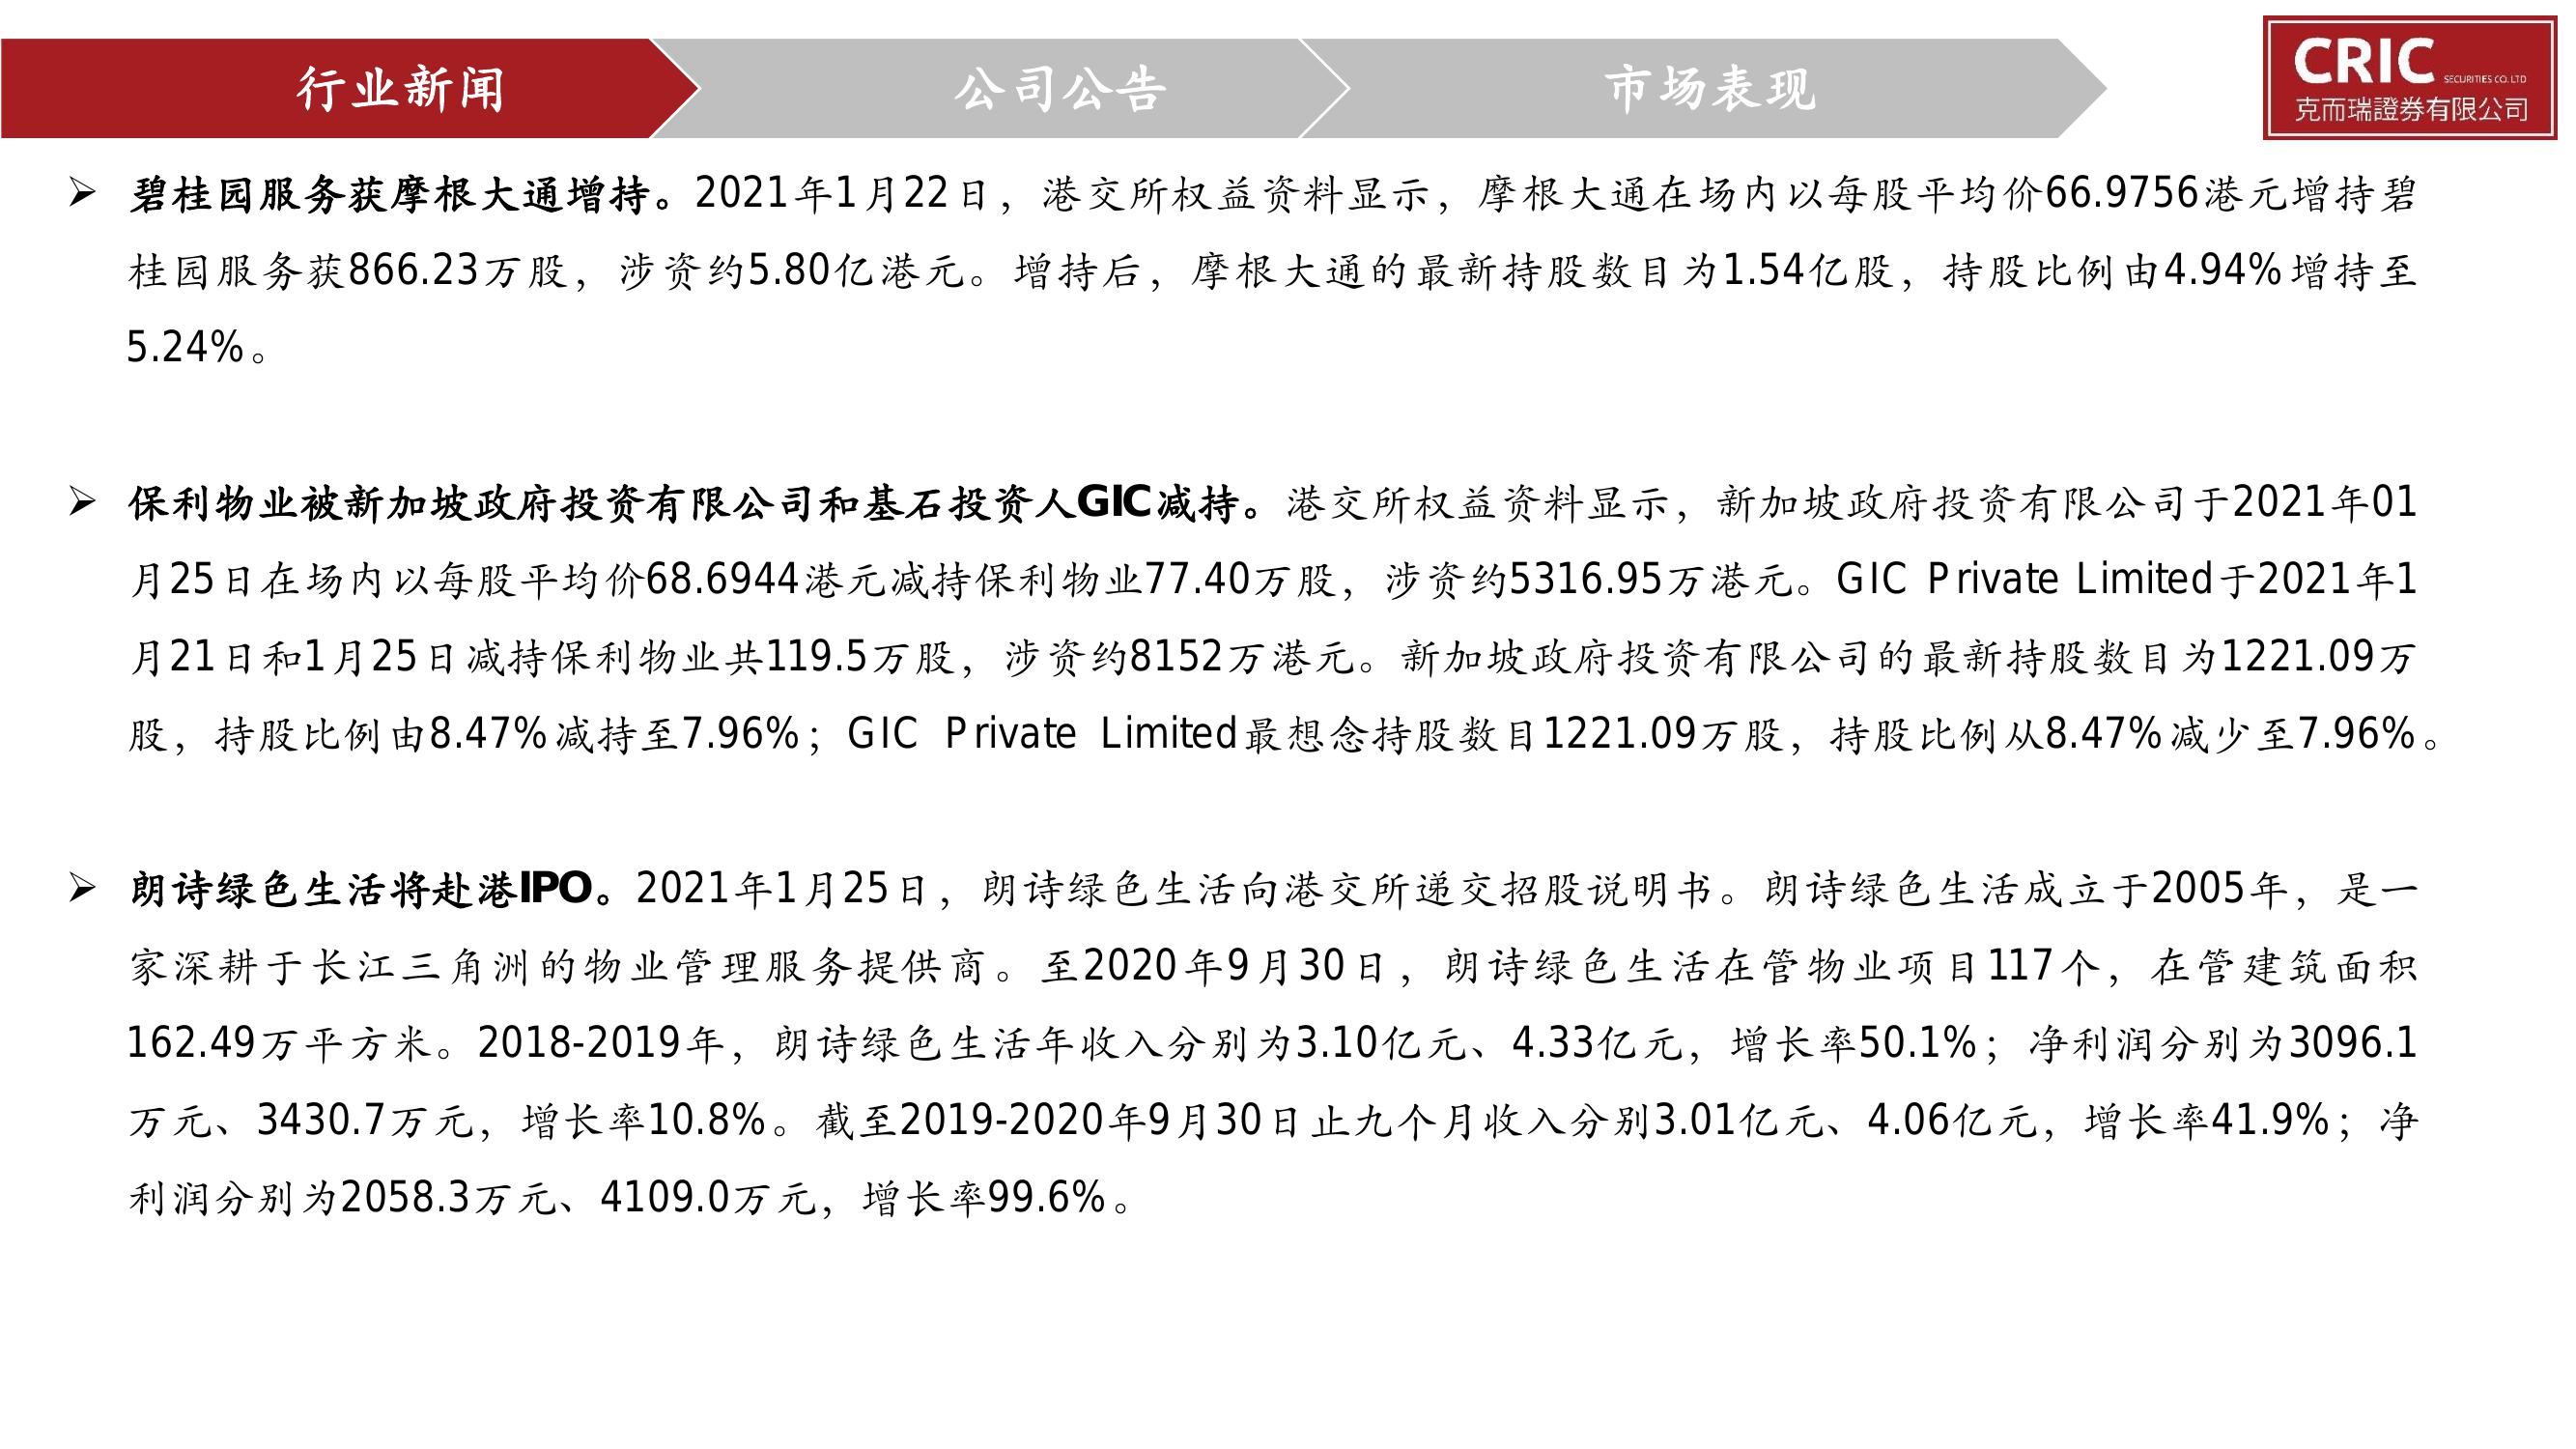 行业新闻
公司公告
市场表现
CRIC SECURITIES CO. LTD
克而瑞證券有限公司
➢ 碧桂园服务获摩根大通增持。2021年1月22日，港交所权益资料显示，摩根大通在场内以每股平均价66.9756港元增持碧
桂园服务获866.23万股，涉资约5.80亿港元。增持后，摩根大通的最新持股数目为1.54亿股，持股比例由4.94%增持至
5.24%。
➢ 保利物业被新加坡政府投资有限公司和基石投资人GIC减持。港交所权益资料显示，新加坡政府投资有限公司于2021年01
月25日在场内以每股平均价68.6944港元减持保利物业77.40万股，涉资约5316.95万港元。GIC Private Limited于2021年1
月21日和1月25日减持保利物业共119.5万股，涉资约8152万港元。新加坡政府投资有限公司的最新持股数目为1221.09万
股，持股比例由8.47%减持至7.96%；GIC Private Limited最想念持股数目1221.09万股，持股比例从8.47%减少至7.96%。
➢ 朗诗绿色生活将赴港IPO。2021年1月25日，朗诗绿色生活向港交所递交招股说明书。朗诗绿色生活成立于2005年，是一
家深耕于长江三角洲的物业管理服务提供商。至2020年9月30日，朗诗绿色生活在管物业项目117个，在管建筑面积
162.49万平方米。2018-2019年，朗诗绿色生活年收入分别为3.10亿元、4.33亿元，增长率50.1%；净利润分别为3096.1
万元、3430.7万元，增长率10.8%。截至2019-2020年9月30日止九个月收入分别3.01亿元、4.06亿元，增长率41.9%；净
利润分别为2058.3万元、4109.0万元，增长率99.6%。